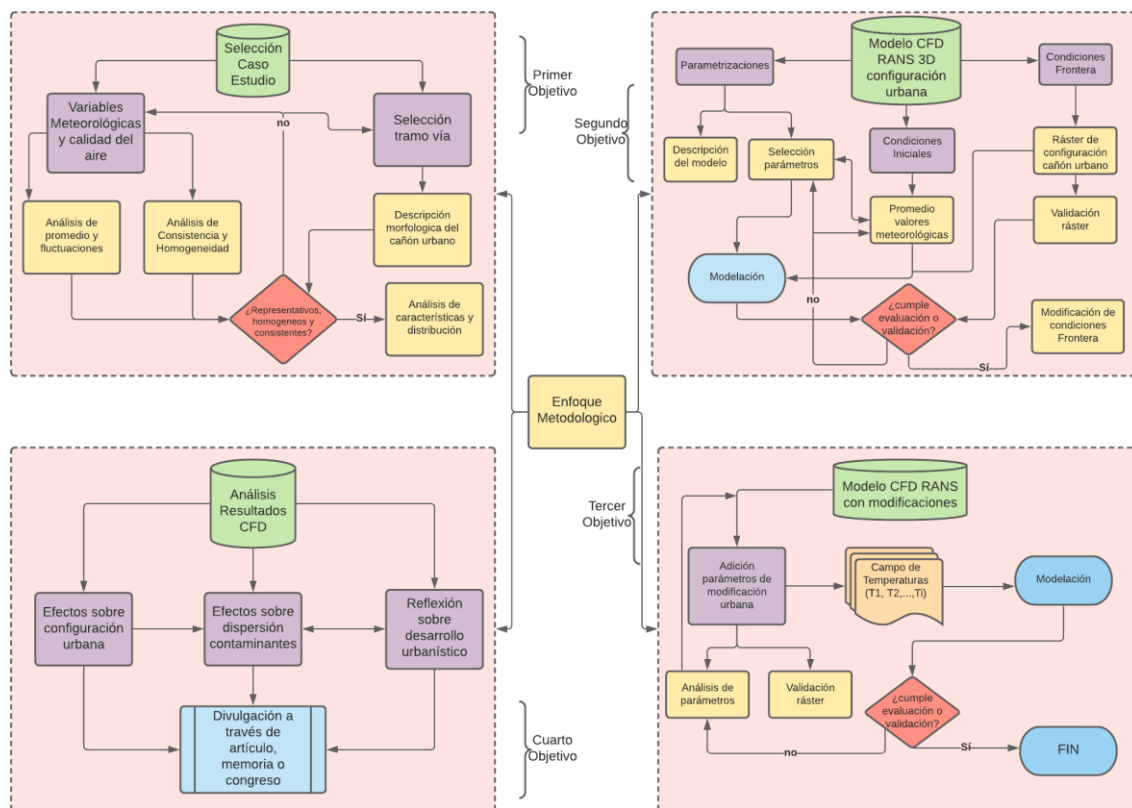 Selección
Caso
Estudio
Variables
Meteorológicas
y calidad del
aire
no
Selección
tramo vía
Análisis de
promedio y
fluctuaciones
Análisis de
Consistencia y
Homogeneidad
Descripción
morfologica del
cañón urbano
¿Representativos,
homogeneos y
consistentes?
Sí
Análisis de
características y
distribución
Primer
Objetivo
Segundo
Objetivo
Parametrizaciones
Modelo CFD
RANS 3D
configuración
urbana
Condiciones
Frontera
Descripción
del modelo
Selección
parámetros
Condiciones
Iniciales
Ráster de
configuración
cañón urbano
Promedio
valores
meteorológicas
Validación
ráster
Modelación
no
¿cumple
evaluación o
validación?
Sí
Modificación de
condiciones
Frontera
Enfoque
Metodologico
Análisis
Resultados
CFD
Efectos sobre
configuración
urbana
Efectos sobre
dispersión
contaminantes
Reflexión
sobre
desarrollo
urbanístico
Divulgación a
través de
artículo,
memoria o
congreso
Tercer
Objetivo
Cuarto
Objetivo
Modelo CFD RANS
con modificaciones
Adición
parámetros de
modificación
urbana
Campo de
Temperaturas
(T1, T2,...,Ti)
Modelación
Análisis de
parámetros
Validación
ráster
¿cumple
evaluación o
validación?
no
Sí
FIN